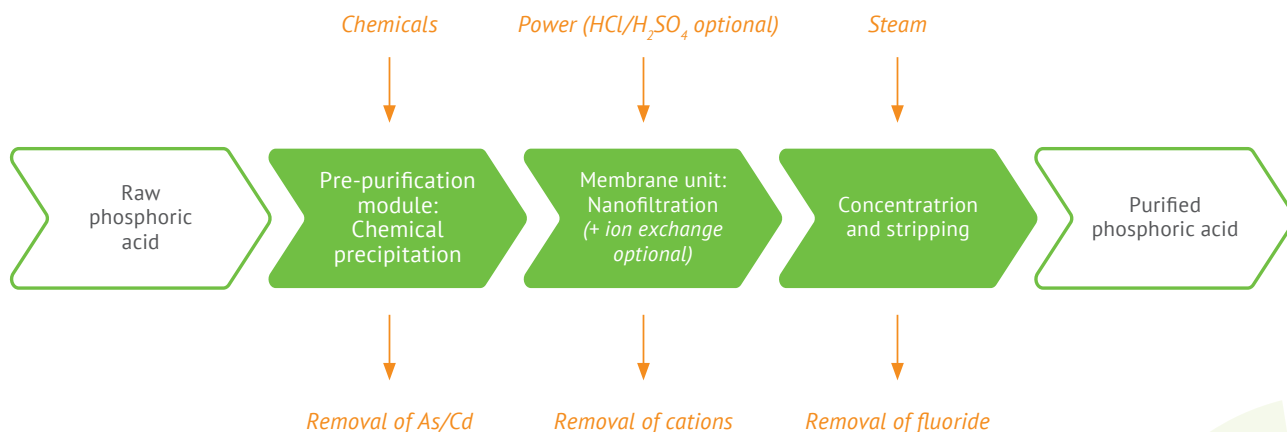 Chemicals
Power (HCl/H₂SO₄ optional)
Steam
Raw
phosphoric
acid
Pre-purification
module:
Chemical
precipitation
Membrane unit:
Nanofiltration
(+ ion exchange
optional)
Concentratrion
and stripping
Purified
phosphoric acid
Removal of As/Cd
Removal of cations
Removal of fluoride